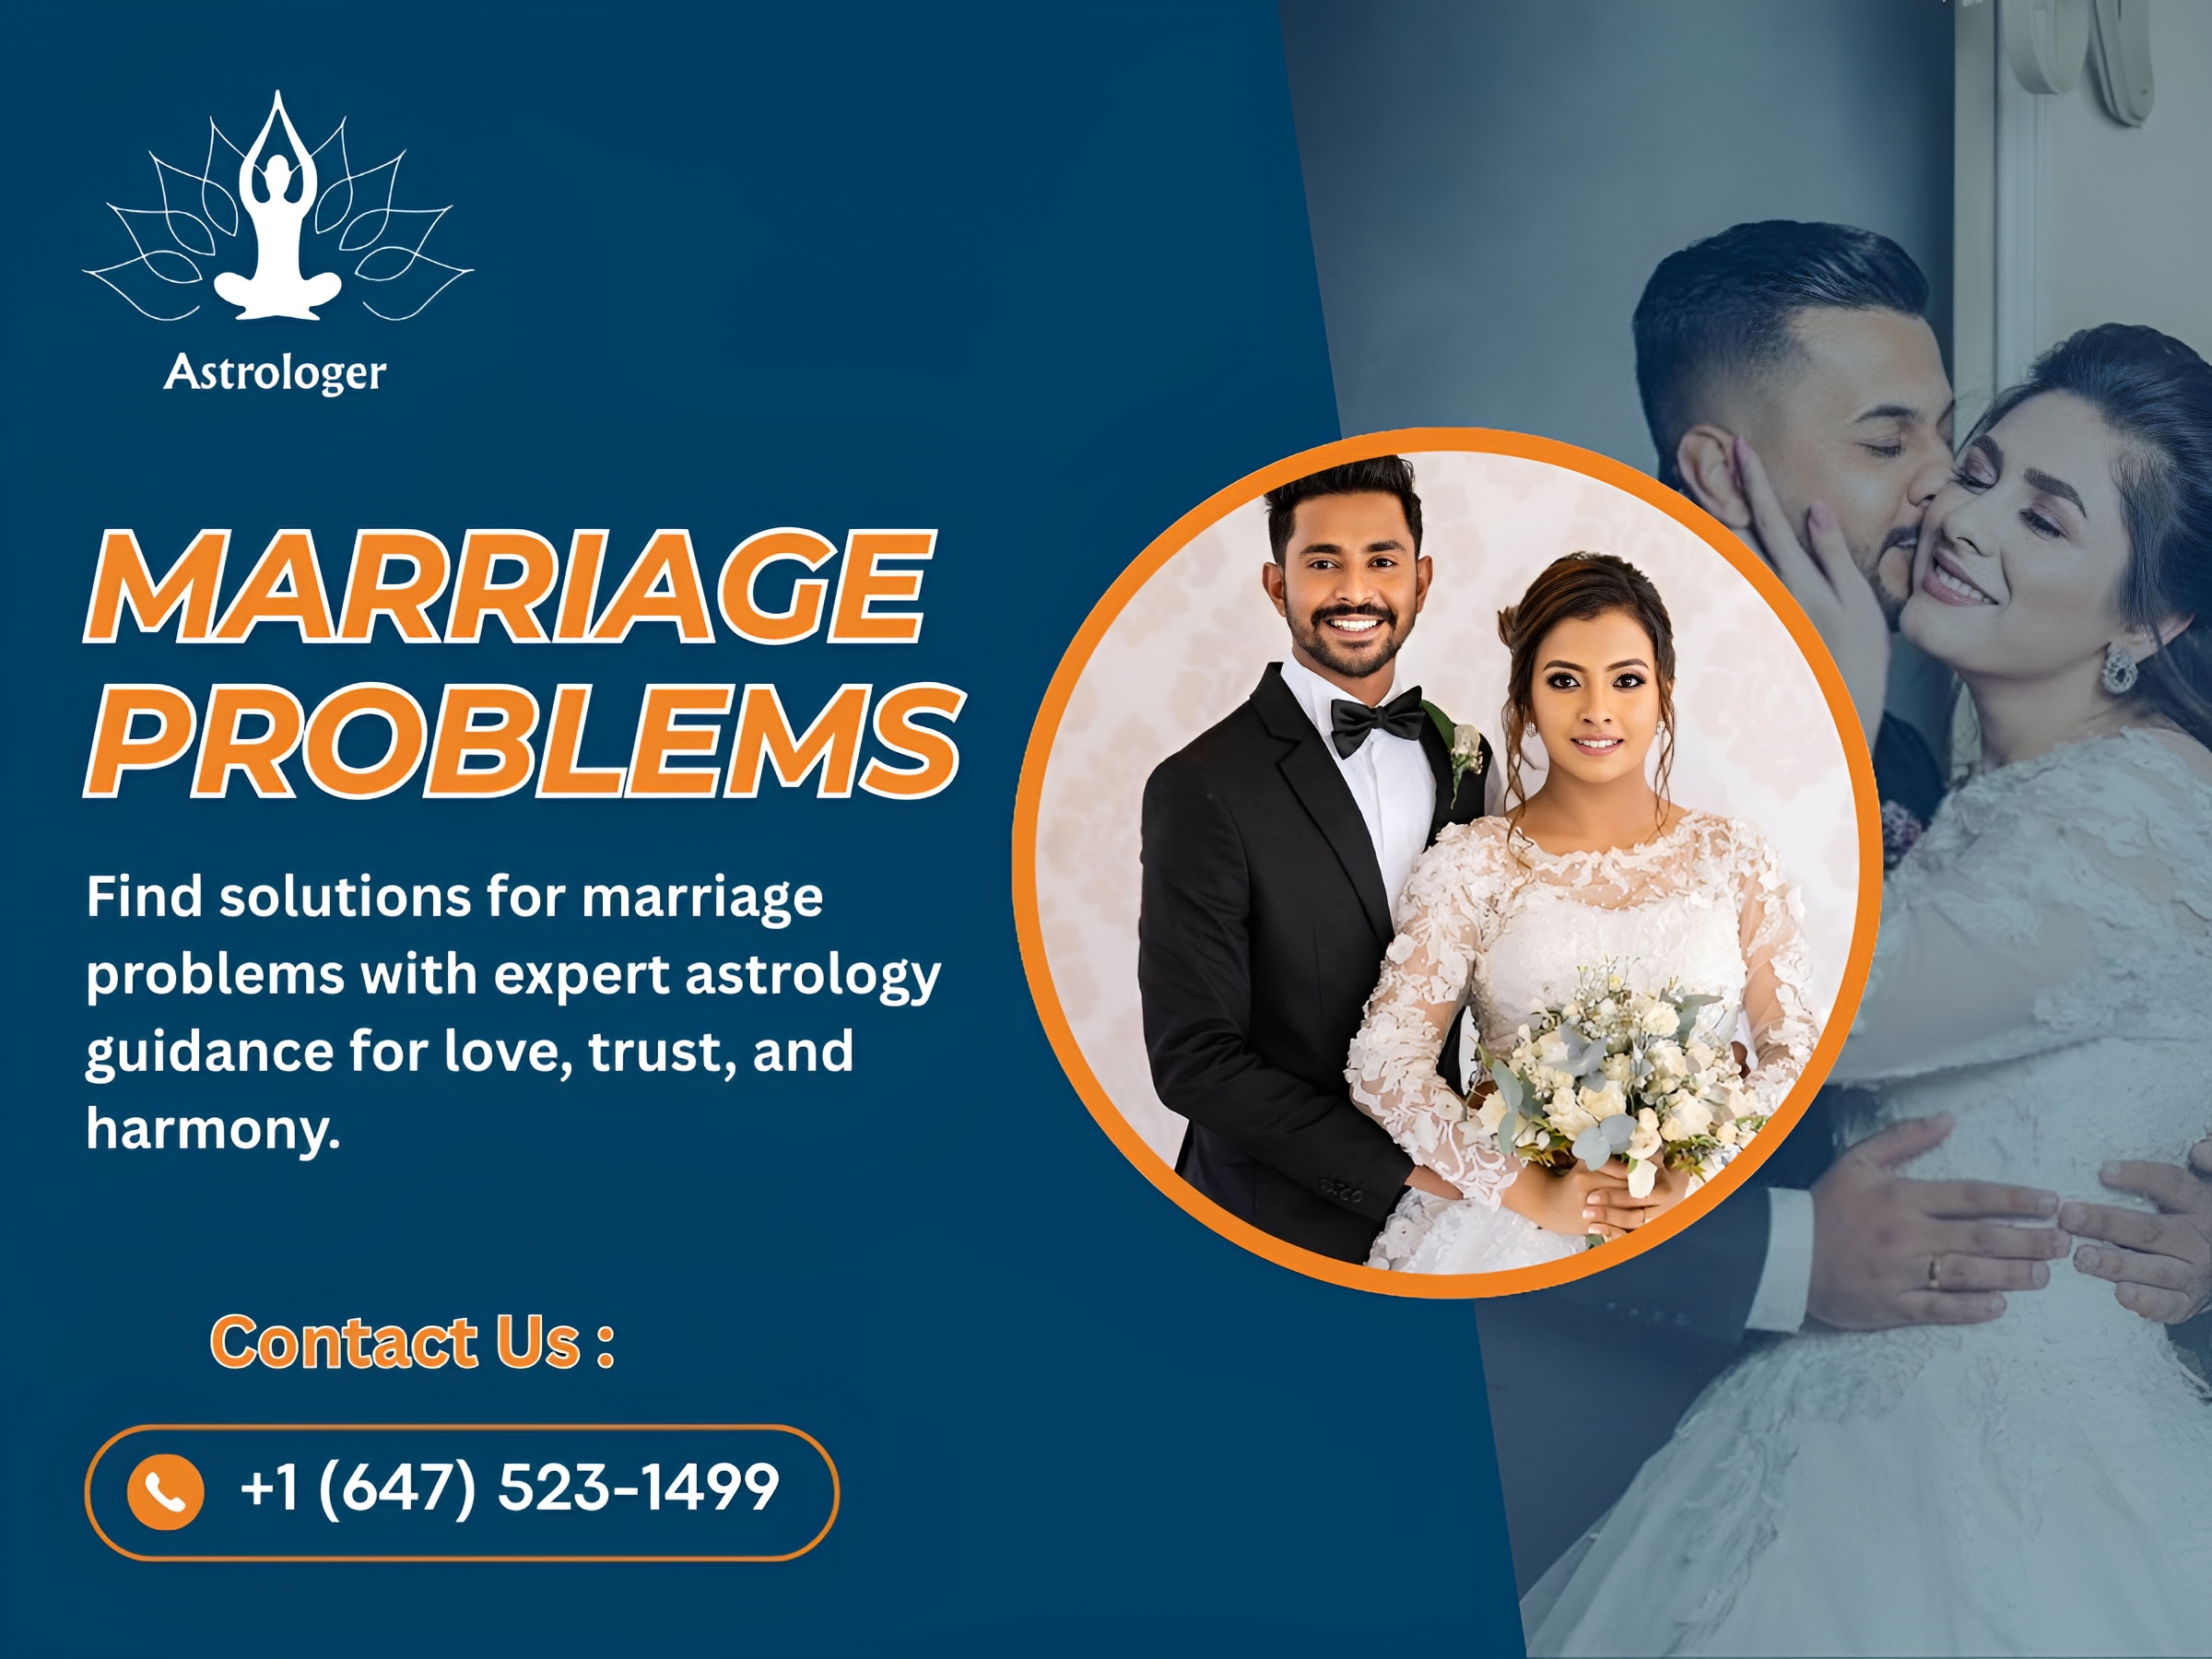 Astrologer
MARRIAGE
PROBLEMS
Find solutions for marriage
problems with expert astrology
guidance for love, trust, and
harmony.
Contact Us :
+1 (647) 523-1499